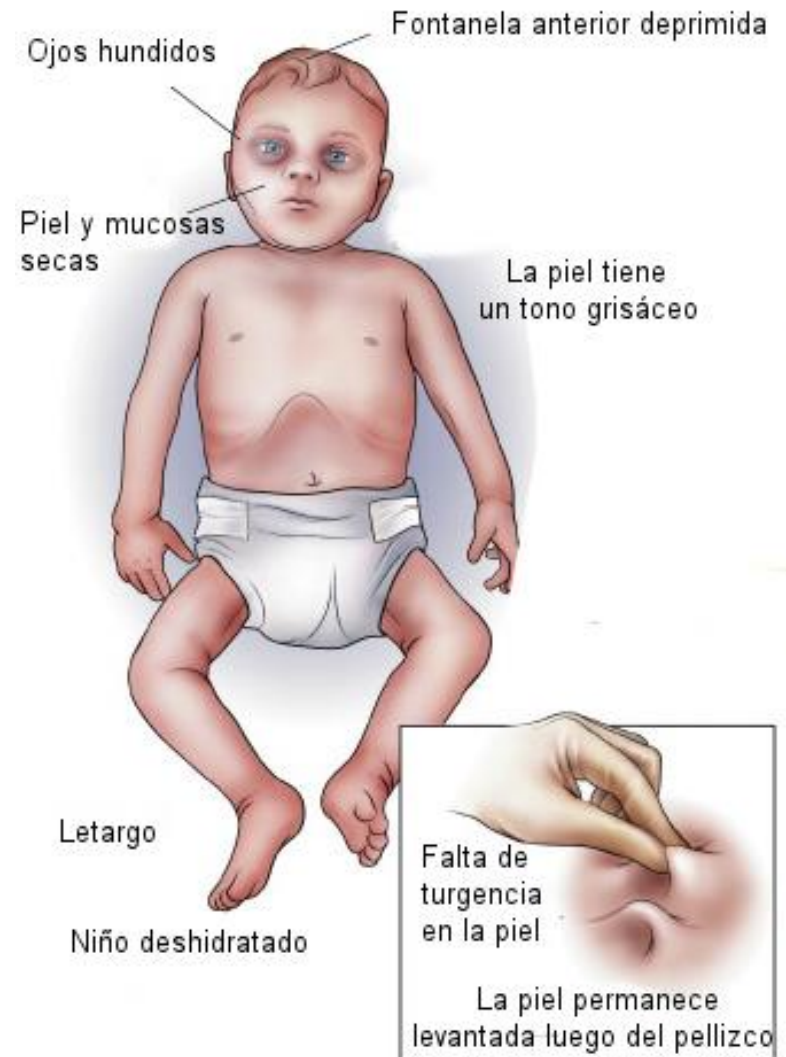 Fontanela anterior deprimida
Ojos hundidos
Piel y mucosas
secas
La piel tiene
un tono grisáceo
Letargo
Niño deshidratado
Falta de
turgencia
en la piel
La piel permanece
levantada luego del pellizco